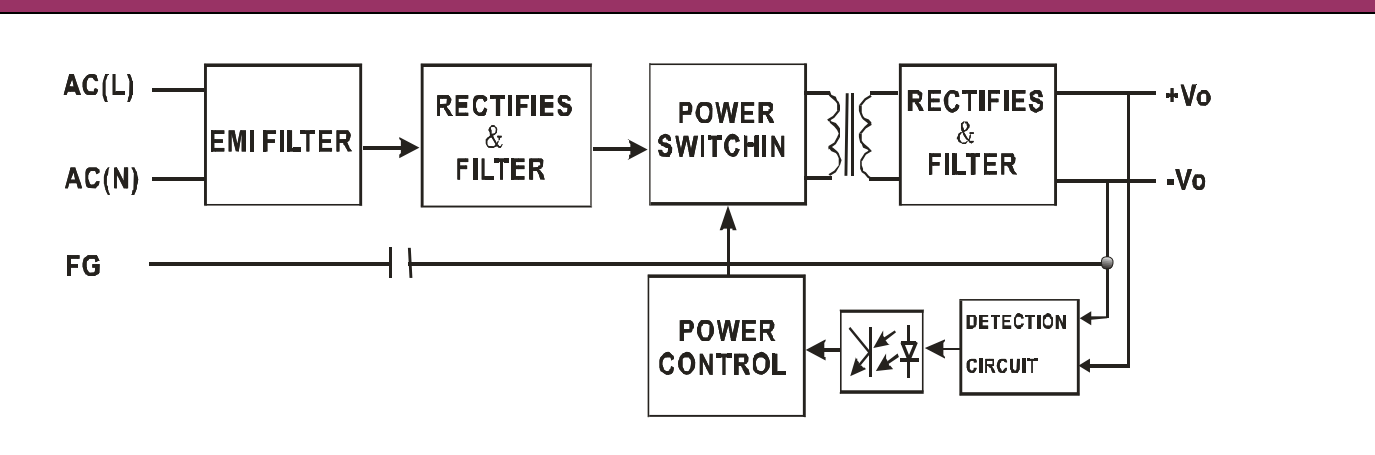 AC(L)
AC(N)
FG
EMI FILTER
RECTIFIES
&
FILTER
POWER
SWITCHIN
RECTIFIES
&
FILTER
+Vo
-Vo
POWER
CONTROL
DETECTION
CIRCUIT